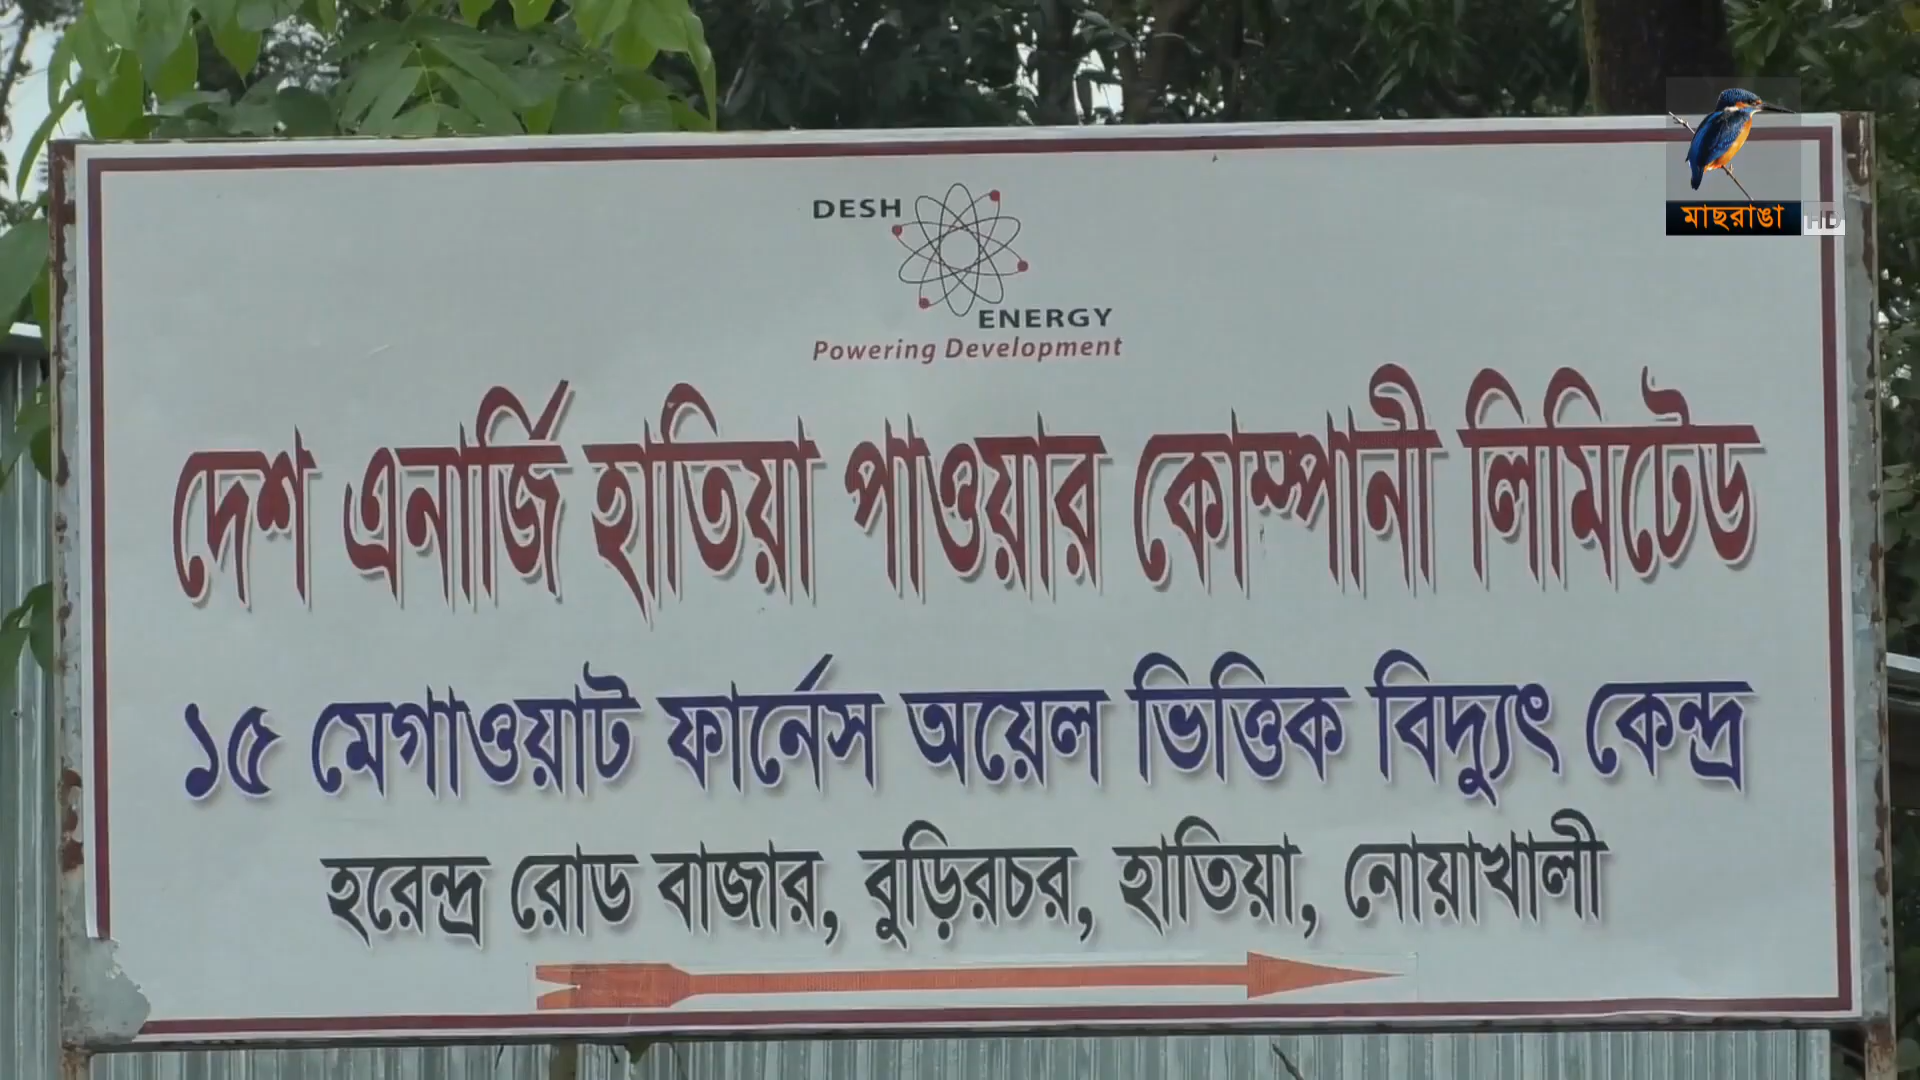 DESH
ENERGY
Powering Development
দেশ এনার্জি হাতিয়া পাওয়ার কোম্পানী লিমিটেড
১৫ মেগাওয়াট ফার্নেস অয়েল ভিত্তিক বিদ্যুৎ কেন্দ্র
হরেন্দ্র রোড বাজার, বুড়িরচর, হাতিয়া, নোয়াখালী
মাছরাঙা HD